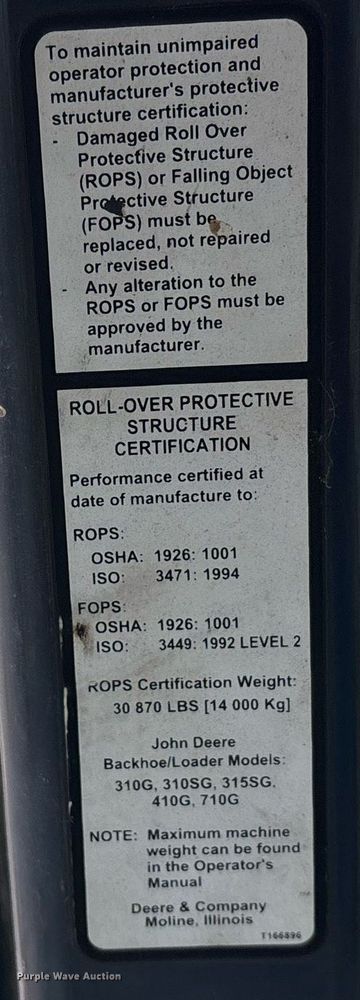 To maintain unimpaired
operator protection and
manufacturer's protective
structure certification:
- Damaged Roll Over
Protective Structure
(ROPS) or Falling Object
Protective Structure
(FOPS) must be
replaced, not repaired
or revised.
- Any alteration to the
ROPS or FOPS must be
approved by the
manufacturer.
ROLL-OVER PROTECTIVE
STRUCTURE
CERTIFICATION
Performance certified at
date of manufacture to:
ROPS:
OSHA: 1926: 1001
ISO: 3471: 1994
FOPS:
OSHA: 1926: 1001
ISO: 3449: 1992 LEVEL 2
ROPS Certification Weight:
30 870 LBS [14 000 Kg]
John Deere
Backhoe/Loader Models:
310G, 310SG, 315SG,
410G, 710G
NOTE: Maximum machine
weight can be found
in the Operator's
Manual
Deere & Company
Moline, Illinois
T166896
Purple Wave Auction